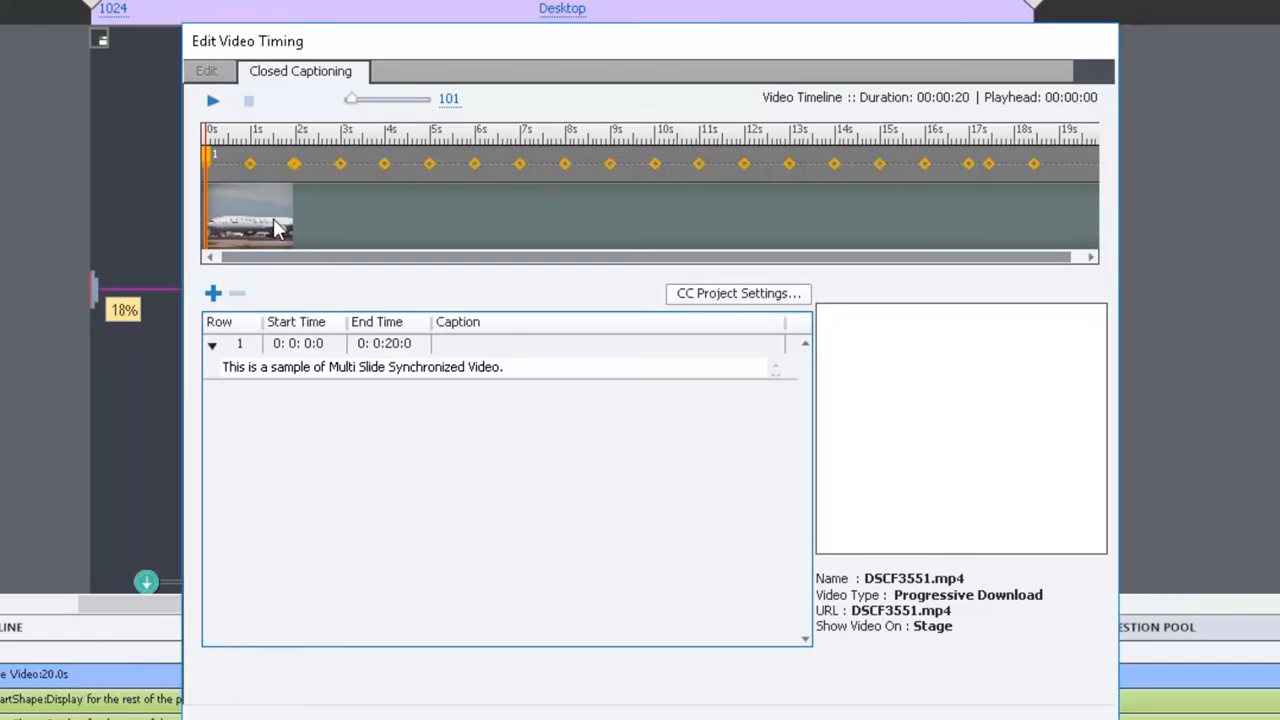 1024
Desktop
Edit Video Timing
Edit
Closed Captioning
101
Video Timeline :: Duration: 00:00:20 | Playhead: 00:00:00
0s 1s 2s 3s 4s 5s 6s 7s 8s 9s 10s 11s 12s 13s 14s 15s 16s 17s 18s 19s
1
18%
CC Project Settings...
Row Start Time End Time Caption
1 0: 0: 0:0 0: 0:20:0
This is a sample of Multi Slide Synchronized Video.
Name : DSCF3551.mp4
Video Type : Progressive Download
URL : DSCF3551.mp4
Show Video On : Stage
LINE
ESTION POOL
e Video:20.0s
artShape:Display for the rest of the p